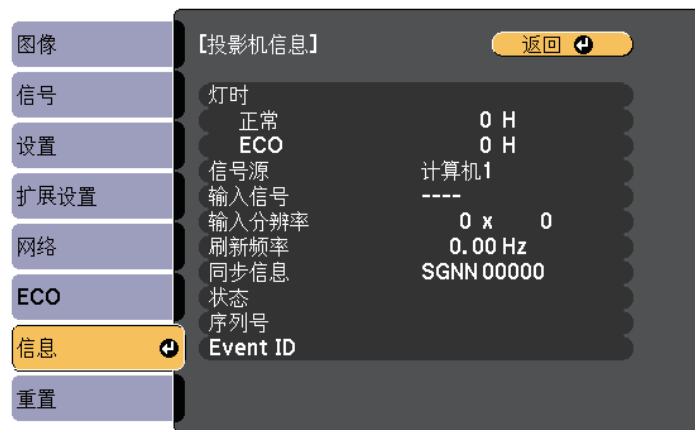 图像
信号
设置
扩展设置
网络
ECO
信息
重置
【投影机信息】
返回
灯时
正常 0 H
ECO 0 H
信号源 计算机1
输入信号 ----
输入分辨率 0 x 0
刷新频率 0.00 Hz
同步信息 SGNN 00000
状态
序列号
Event ID